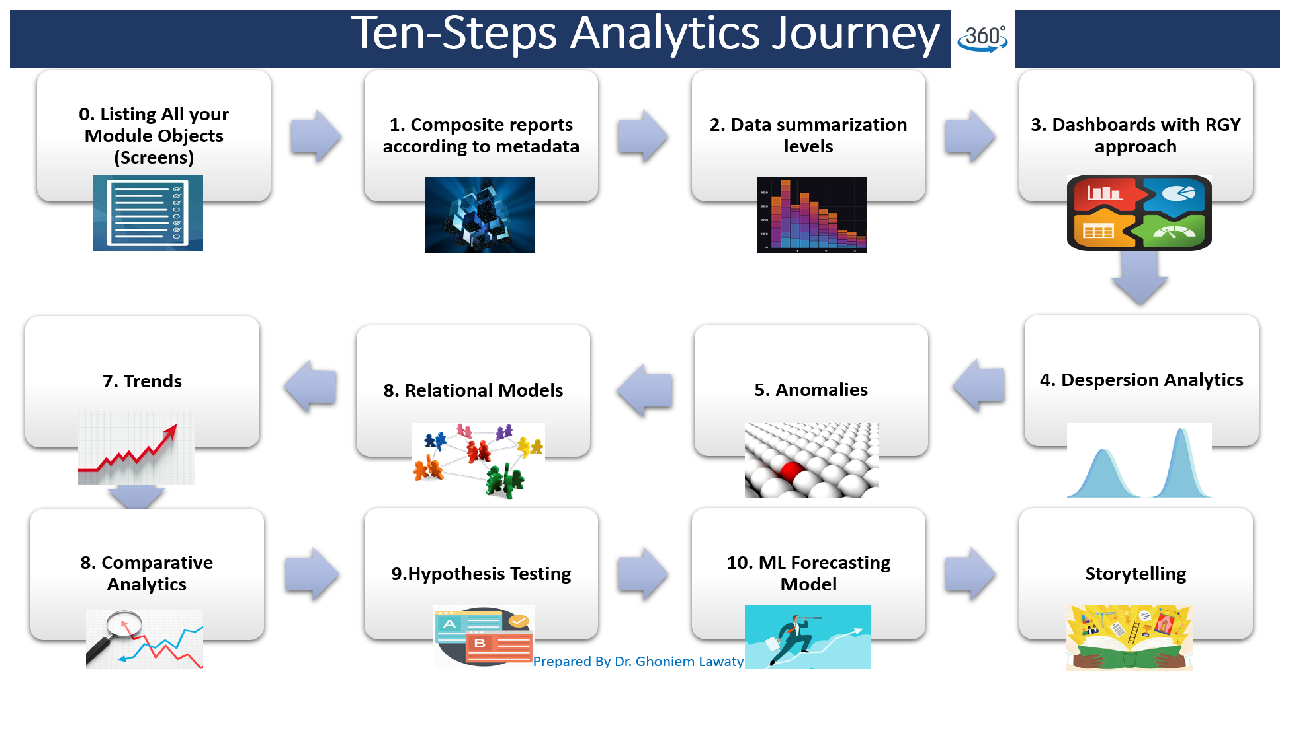 Ten-Steps Analytics Journey
360°
0. Listing All your
Module Objects
(Screens)
1. Composite reports
according to metadata
2. Data summarization
levels
3. Dashboards with RGY
approach
4. Despersion Analytics
5. Anomalies
8. Relational Models
7. Trends
8. Comparative
Analytics
9.Hypothesis Testing
A
B
10. ML Forecasting
Model
Storytelling
Prepared By Dr. Ghoniem Lawaty